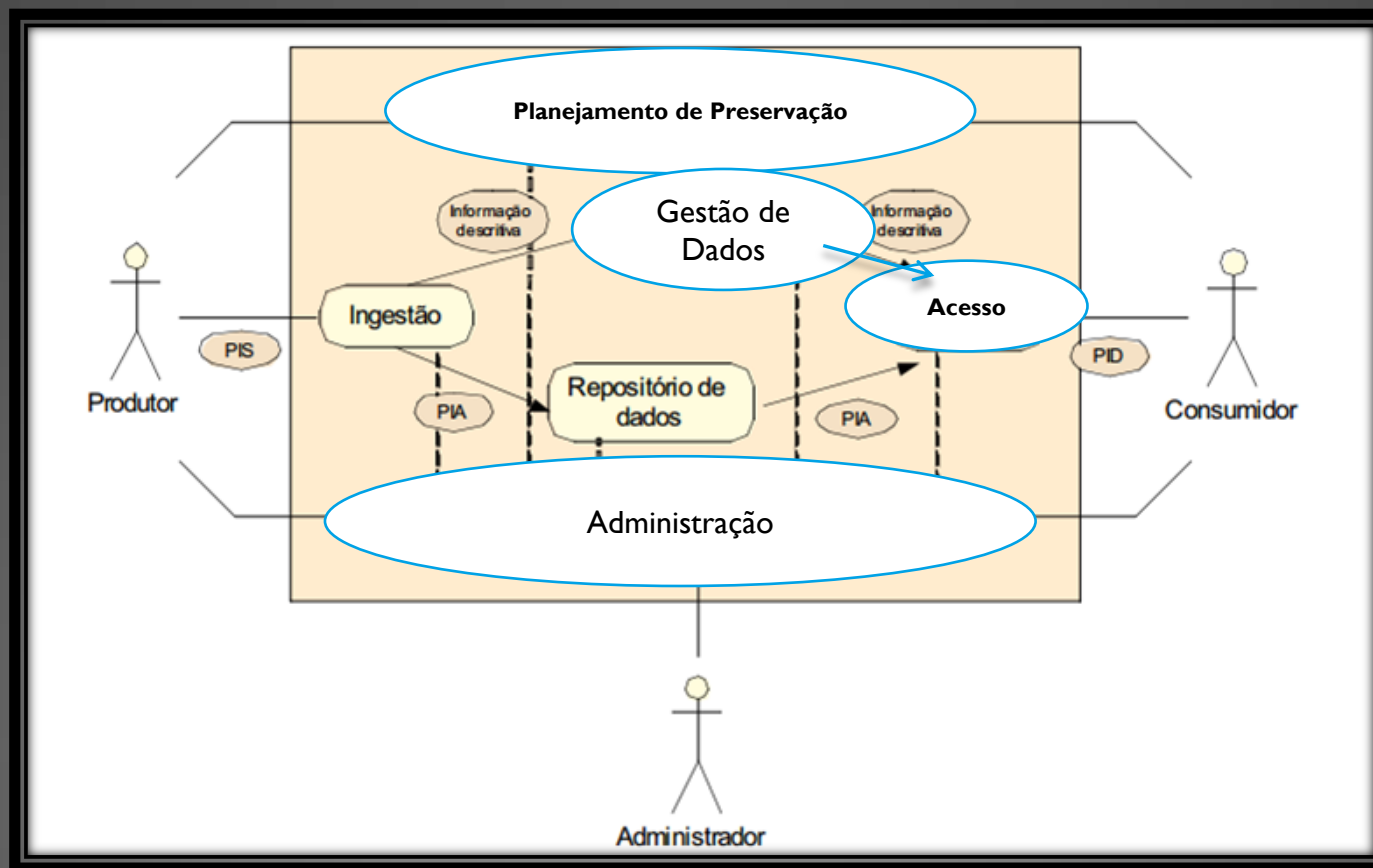 Planejamento de Preservação
Informação
descritiva
Gestão de
Dados
Informação
descritiva
Ingestão
Acesso
PIS
PID
Produtor
Repositório de
dados
Consumidor
PIA
PIA
Administração
Administrador